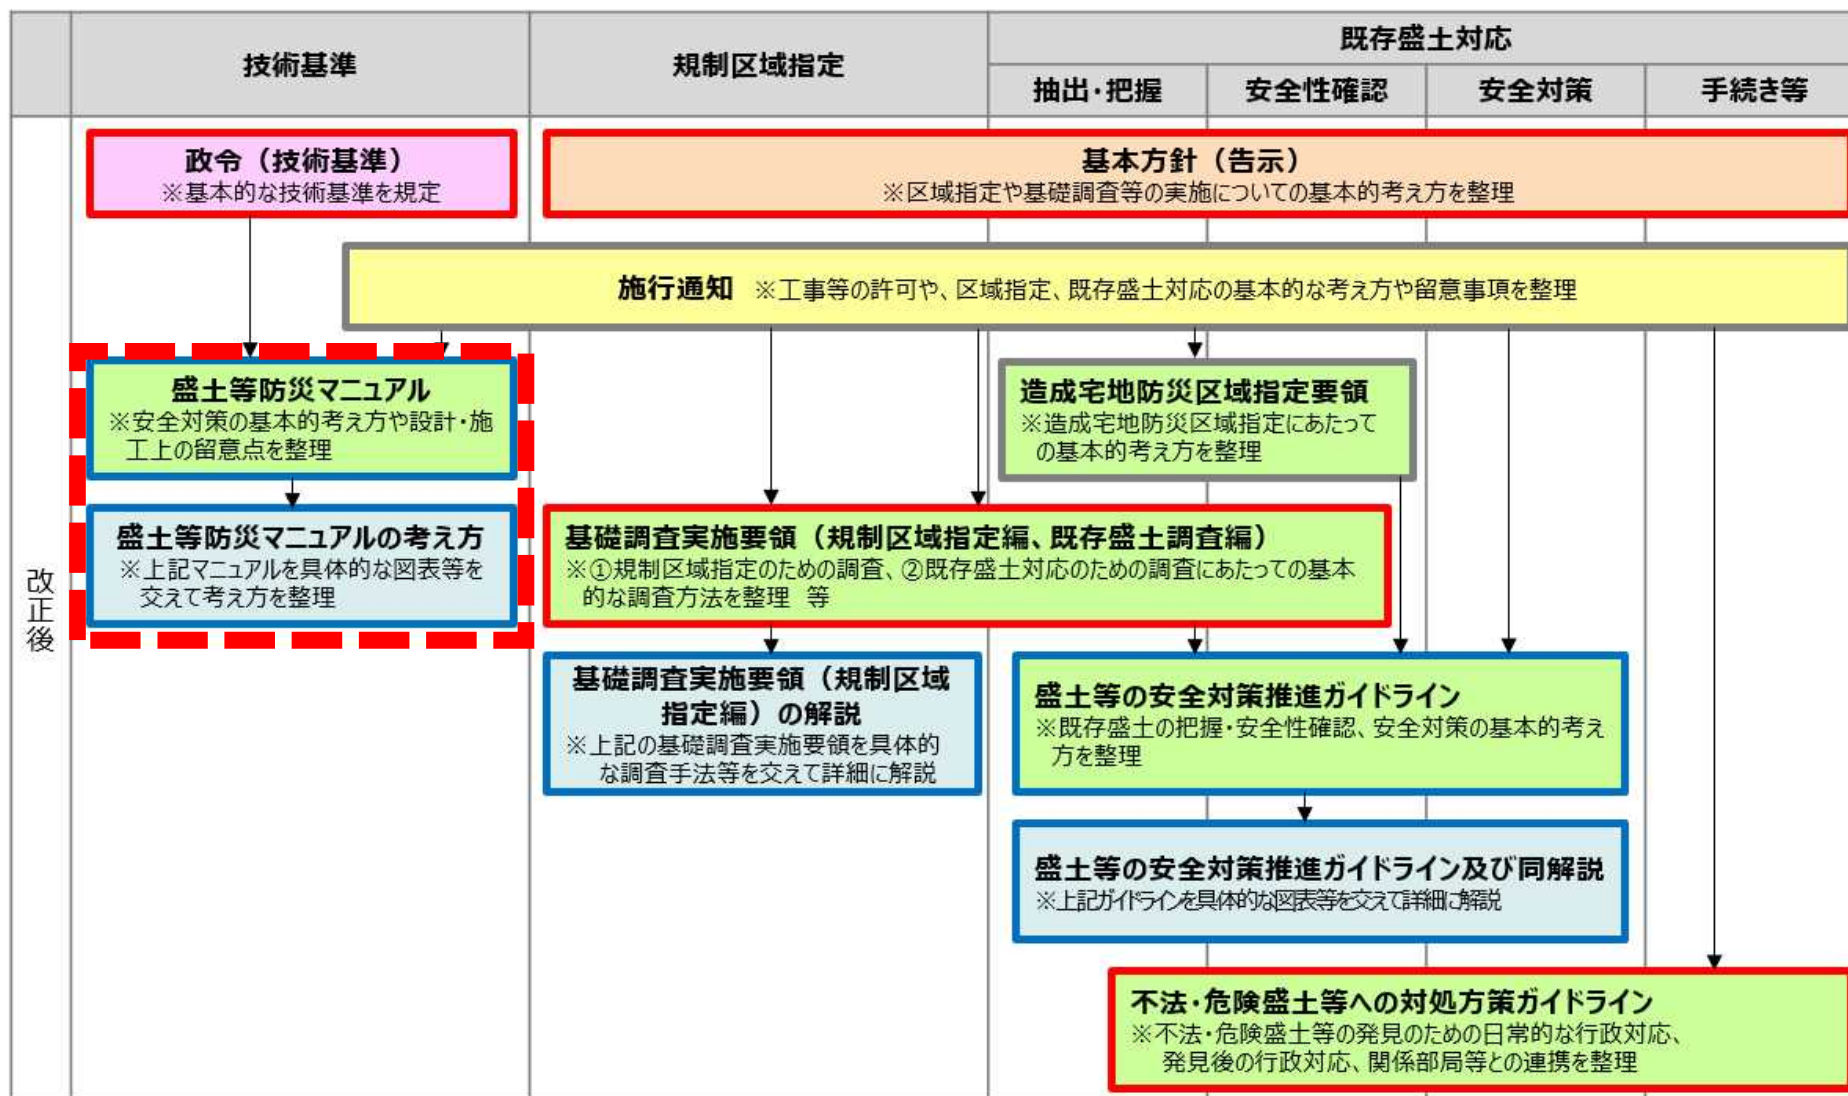 技術基準
規制区域指定
既存盛土対応
抽出・把握
安全性確認
安全対策
手続き等
改正後
政令（技術基準）
※基本的な技術基準を規定
基本方針（告示）
※区域指定や基礎調査等の実施についての基本的考え方を整理
施行通知 ※工事等の許可や、区域指定、既存盛土対応の基本的な考え方や留意事項を整理
盛土等防災マニュアル
※安全対策の基本的考え方や設計・施
工上の留意点を整理
造成宅地防災区域指定要領
※造成宅地防災区域指定にあたって
の基本的考え方を整理
盛土等防災マニュアルの考え方
※上記マニュアルを具体的な図表等を
交えて考え方を整理
基礎調査実施要領（規制区域指定編、既存盛土調査編）
※①規制区域指定のための調査、②既存盛土対応のための調査にあたっての基本
的な調査方法を整理 等
基礎調査実施要領（規制区域
指定編）の解説
※上記の基礎調査実施要領を具体的
な調査手法等を交えて詳細に解説
盛土等の安全対策推進ガイドライン
※既存盛土の把握・安全性確認、安全対策の基本的考え
方を整理
盛土等の安全対策推進ガイドライン及び同解説
※上記ガイドラインを具体的な図表等を交えて詳細に解説
不法・危険盛土等への対処方策ガイドライン
※不法・危険盛土等の発見のための日常的な行政対応、
発見後の行政対応、関係部局等との連携を整理